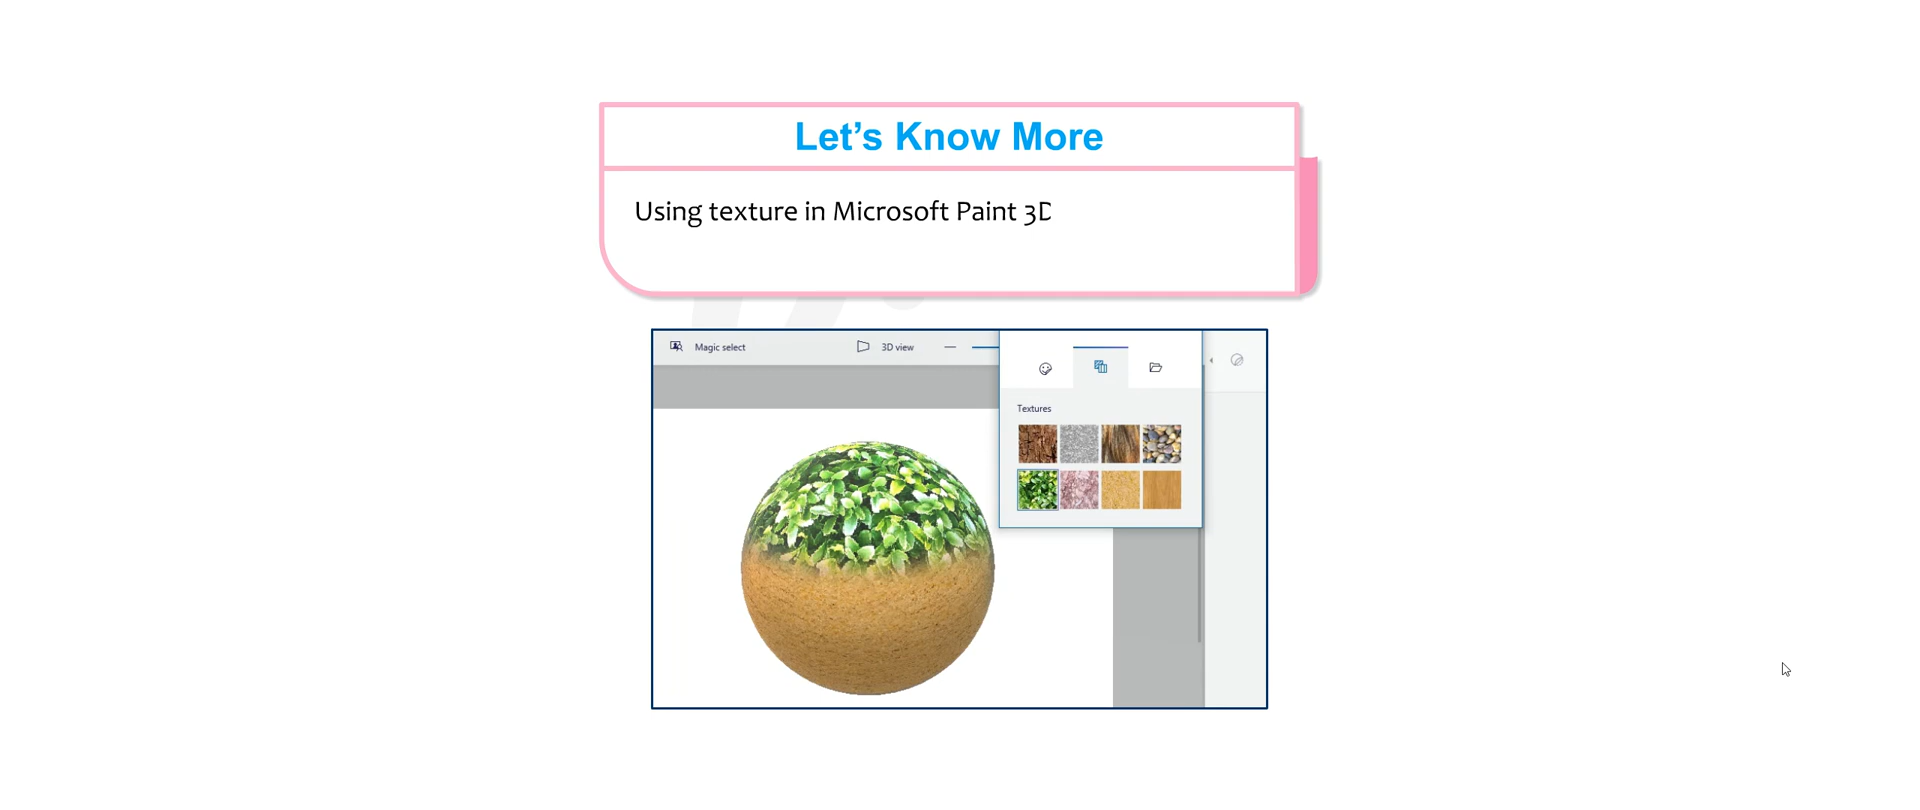 Let’s Know More
Using texture in Microsoft Paint 3D
Magic select
3D view
Textures